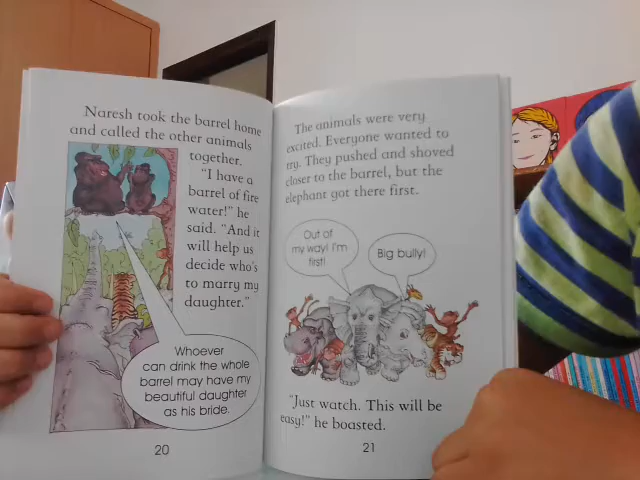 Naresh took the barrel home
and called the other animals
together.
"I have a
barrel of fire
water!" he
said. "And it
will help us
decide who's
to marry my
daughter."
Whoever
can drink the whole
barrel may have my
beautiful daughter
as his bride.
20
The animals were very
excited. Everyone wanted to
try. They pushed and shoved
closer to the barrel, but the
elephant got there first.
Out of
my way! I'm
first!
Big bully!
"Just watch. This will be
easy!" he boasted.
21